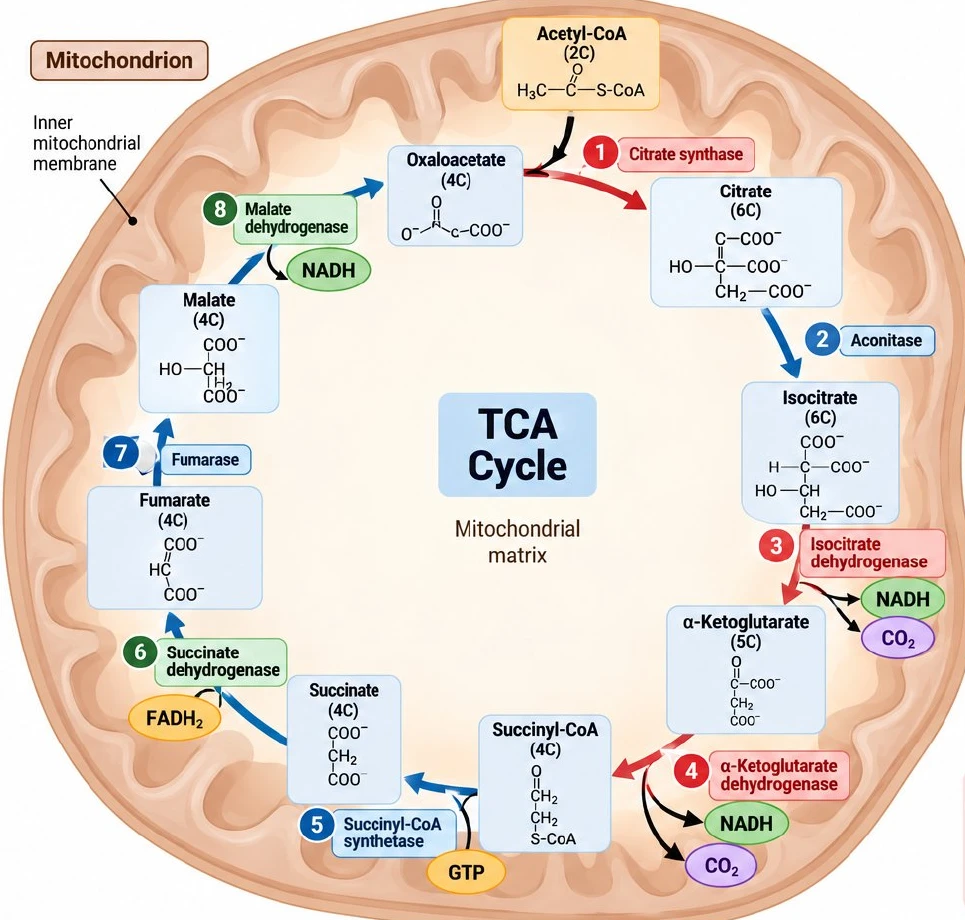 Mitochondrion
Inner
mitochondrial
membrane
Acetyl-CoA
(2C)
O
H₃C—C—S-CoA
1
Citrate synthase
Oxaloacetate
(4C)
O
O⁻
C—COO⁻
Citrate
(6C)
C—COO⁻
HO—C—COO⁻
CH₂—COO⁻
2
Aconitase
Isocitrate
(6C)
COO⁻
H—C—COO⁻
HO—CH
CH₂—COO⁻
3
Isocitrate
dehydrogenase
NADH
CO₂
α-Ketoglutarate
(5C)
O
C—COO⁻
CH₂
COO⁻
4
α-Ketoglutarate
dehydrogenase
NADH
CO₂
Succinyl-CoA
(4C)
O
CH₂
CH₂
S-CoA
5
Succinyl-CoA
synthetase
GTP
Succinate
(4C)
COO⁻
CH₂
COO⁻
6
Succinate
dehydrogenase
FADH₂
Fumarate
(4C)
COO⁻
HC
COO⁻
7
Fumarase
Malate
(4C)
COO⁻
HO—CH
H₂
COO⁻
8
Malate
dehydrogenase
NADH
TCA
Cycle
Mitochondrial
matrix